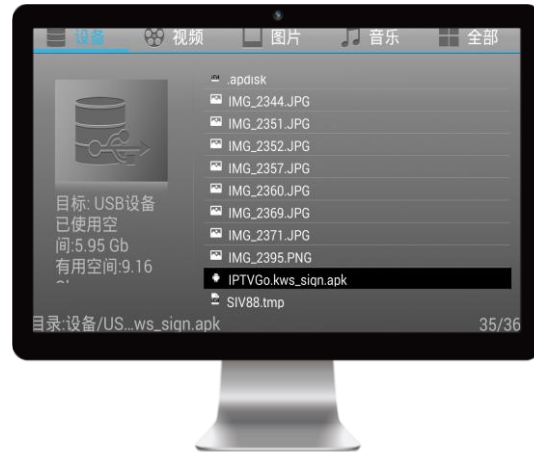 设备 视频 图片 音乐 全部
.apdisk
IMG_2344.JPG
IMG_2351.JPG
IMG_2352.JPG
IMG_2357.JPG
IMG_2360.JPG
IMG_2369.JPG
IMG_2371.JPG
IMG_2395.PNG
IPTVGo.kws_sign.apk
SIV88.tmp
目标: USB设备
已使用空
间:5.95 Gb
有用空间:9.16
目录:设备/US...ws_sign.apk 35/36